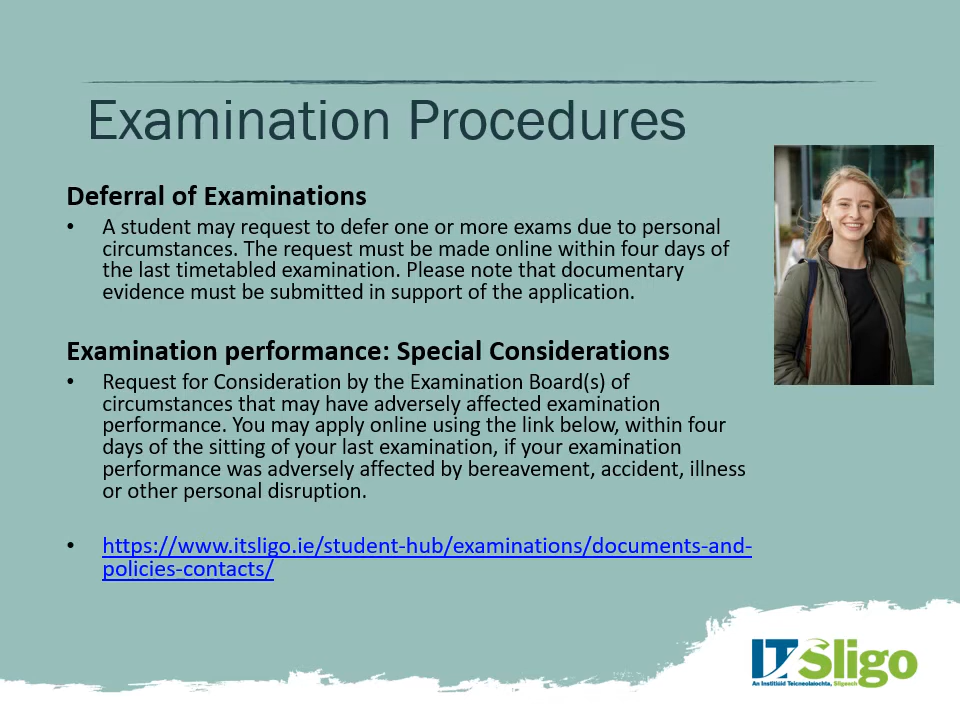 Examination Procedures
Deferral of Examinations
• A student may request to defer one or more exams due to personal
circumstances. The request must be made online within four days of
the last timetabled examination. Please note that documentary
evidence must be submitted in support of the application.
Examination performance: Special Considerations
• Request for Consideration by the Examination Board(s) of
circumstances that may have adversely affected examination
performance. You may apply online using the link below, within four
days of the sitting of your last examination, if your examination
performance was adversely affected by bereavement, accident, illness
or other personal disruption.
• https://www.itsligo.ie/student-hub/examinations/documents-and-
policies-contacts/
IT Sligo
An Institiúid Teicneolaíochta, Sligeach